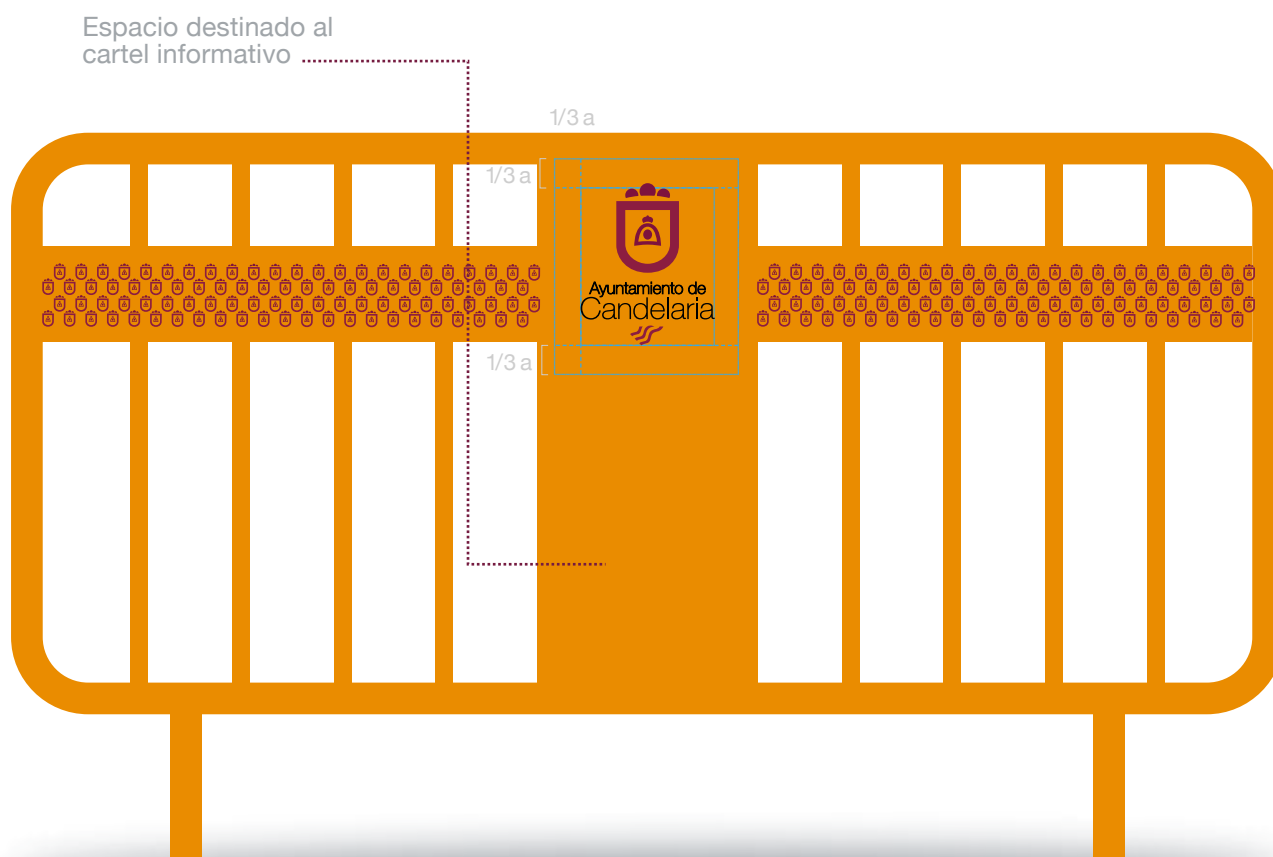 Espacio destinado al
cartel informativo
1/3 a
1/3 a
Ayuntamiento de
Candelaria
1/3 a